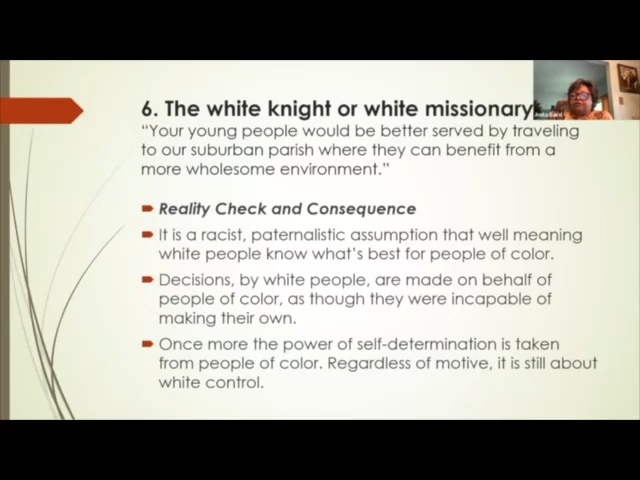 6. The white knight or white missionary
"Your young people would be better served by traveling
to our suburban parish where they can benefit from a
more wholesome environment."
Reality Check and Consequence
It is a racist, paternalistic assumption that well meaning
white people know what's best for people of color.
Decisions, by white people, are made on behalf of
people of color, as though they were incapable of
making their own.
Once more the power of self-determination is taken
from people of color. Regardless of motive, it is still about
white control.